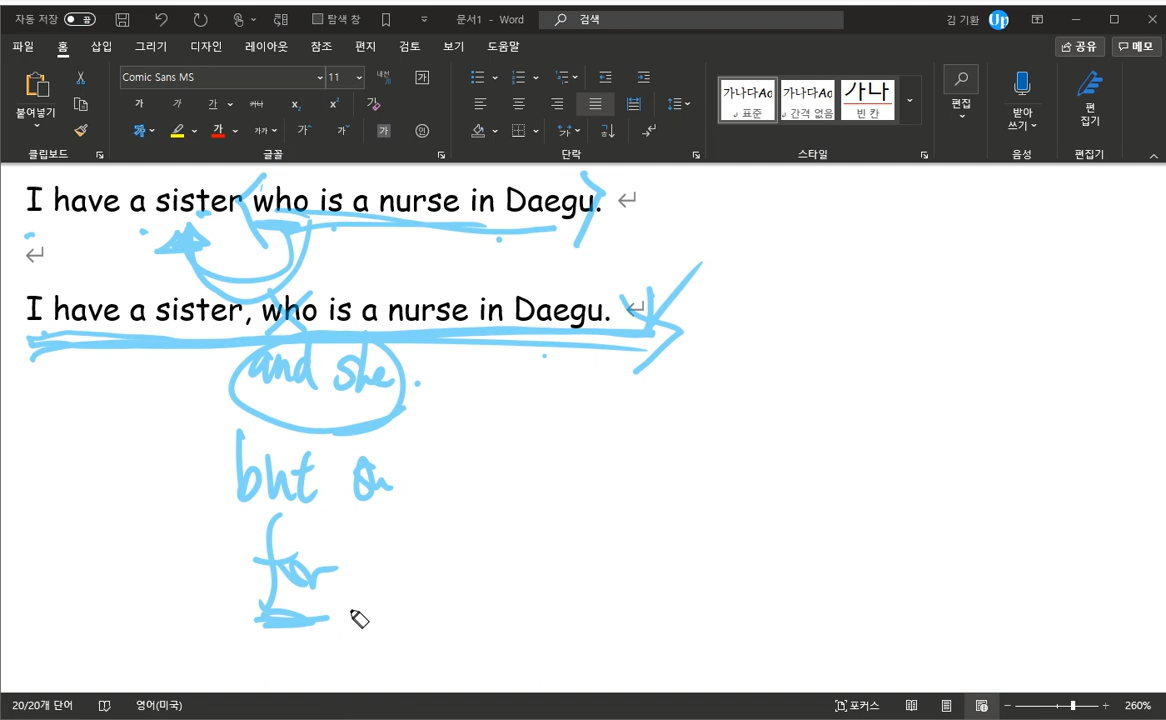 자동 저장 끔 탐색 창 문서1 - Word 검색 김 기환 Up
파일 홈 삽입 그리기 디자인 레이아웃 참조 편지 검토 보기 도움말 공유 메모
붙여넣기 Comic Sans MS 11 가나다AaC 가나다AaC 가나 편집 받아 쓰기 편 집기
표준 간격 없음 빈 칸
클립보드 글꼴 단락 스타일 음성 편집기
I have a sister who is a nurse in Daegu.
I have a sister, who is a nurse in Daegu.
and she
but
for
20/20개 단어 영어(미국) 포커스 260%